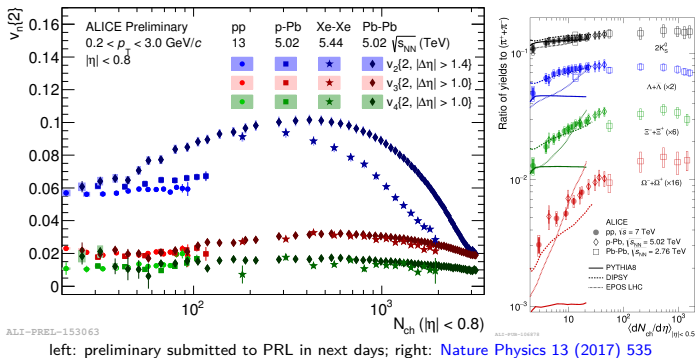 v_n{2}
0.2
0.18
0.16
0.14
0.12
0.1
0.08
0.06
0.04
0.02
0
ALICE Preliminary
0.2 < p_T < 3.0 GeV/c
|η| < 0.8
pp p-Pb Xe-Xe Pb-Pb
13 5.02 5.44 5.02 √s_NN (TeV)
v_2{2, |Δη| > 1.4}
v_3{2, |Δη| > 1.0}
v_4{2, |Δη| > 1.0}
10^2 10^3
N_ch (|η| < 0.8)
ALI-PREL-153063
Ratio of yields to (π^-+π^+)
10^-1
10^-2
10^-3
2K^0_S
Λ+Λ̅ (×2)
Ξ^-+Ξ̅^+ (×6)
Ω^-+Ω̅^+ (×16)
ALICE
pp, √s = 7 TeV
p-Pb, √s_NN = 5.02 TeV
Pb-Pb, √s_NN = 2.76 TeV
PYTHIA8
DIPSY
EPOS LHC
10 10^2 10^3
⟨dN_ch/dη⟩_|η|< 0.5
left: preliminary submitted to PRL in next days; right: Nature Physics 13 (2017) 535